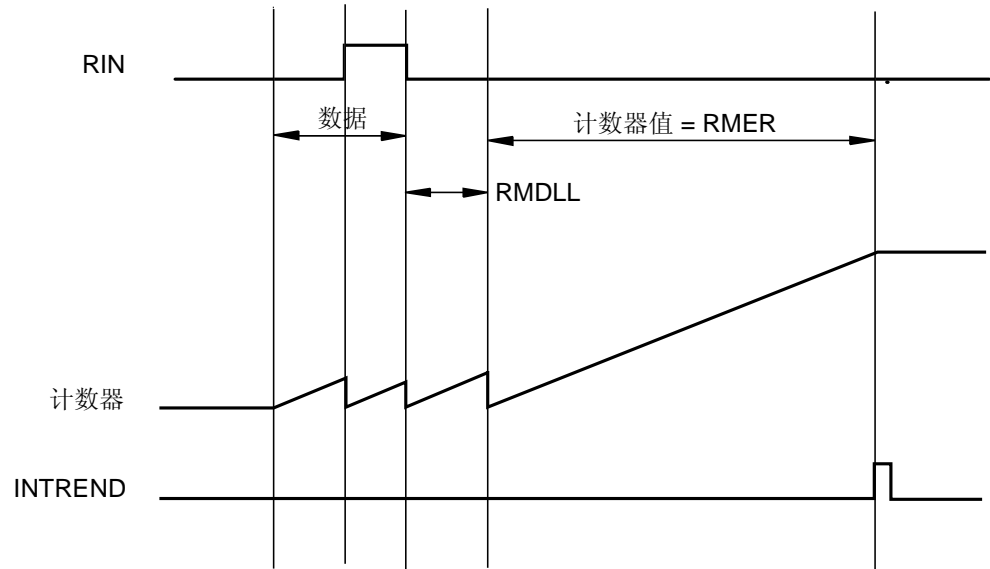 RIN
数据
计数器值 = RMER
RMDLL
计数器
INTREND